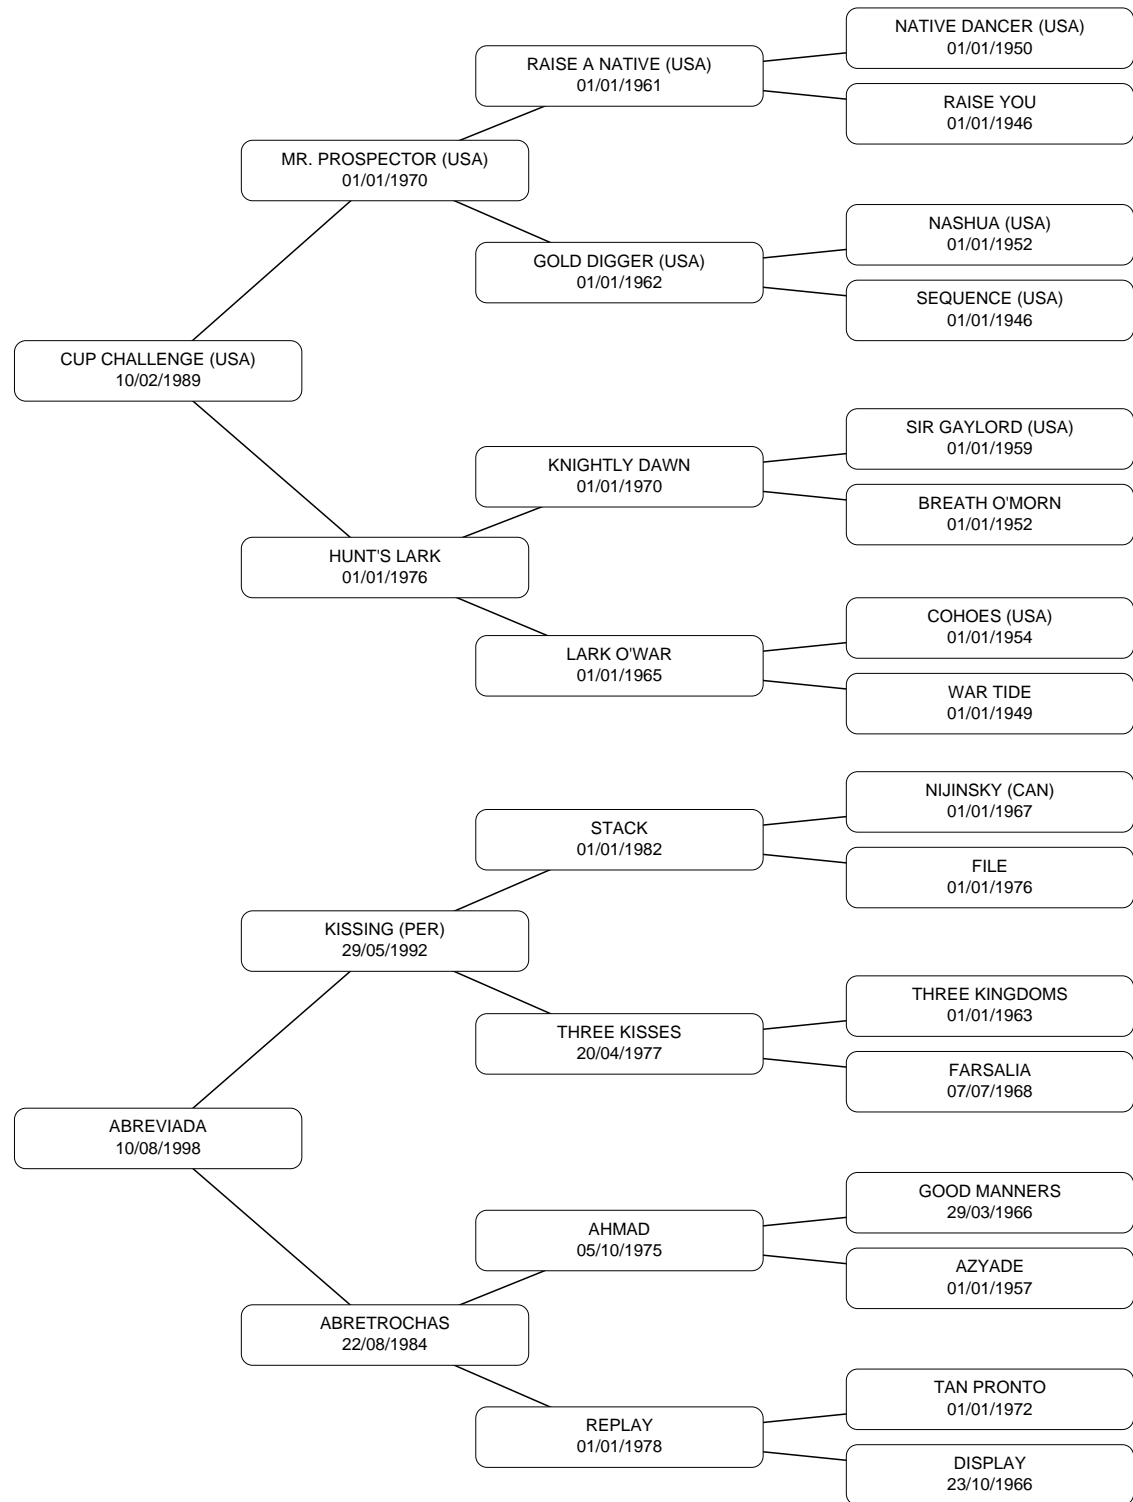 NATIVE DANCER (USA)
01/01/1950
RAISE A NATIVE (USA)
01/01/1961
RAISE YOU
01/01/1946
MR. PROSPECTOR (USA)
01/01/1970
NASHUA (USA)
01/01/1952
GOLD DIGGER (USA)
01/01/1962
SEQUENCE (USA)
01/01/1946
CUP CHALLENGE (USA)
10/02/1989
SIR GAYLORD (USA)
01/01/1959
KNIGHTLY DAWN
01/01/1970
BREATH O'MORN
01/01/1952
HUNT'S LARK
01/01/1976
COHOES (USA)
01/01/1954
LARK O'WAR
01/01/1965
WAR TIDE
01/01/1949
NIJINSKY (CAN)
01/01/1967
STACK
01/01/1982
FILE
01/01/1976
KISSING (PER)
29/05/1992
THREE KINGDOMS
01/01/1963
THREE KISSES
20/04/1977
FARSALIA
07/07/1968
ABREVIADA
10/08/1998
GOOD MANNERS
29/03/1966
AHMAD
05/10/1975
AZYADE
01/01/1957
ABRETROCHAS
22/08/1984
TAN PRONTO
01/01/1972
REPLAY
01/01/1978
DISPLAY
23/10/1966